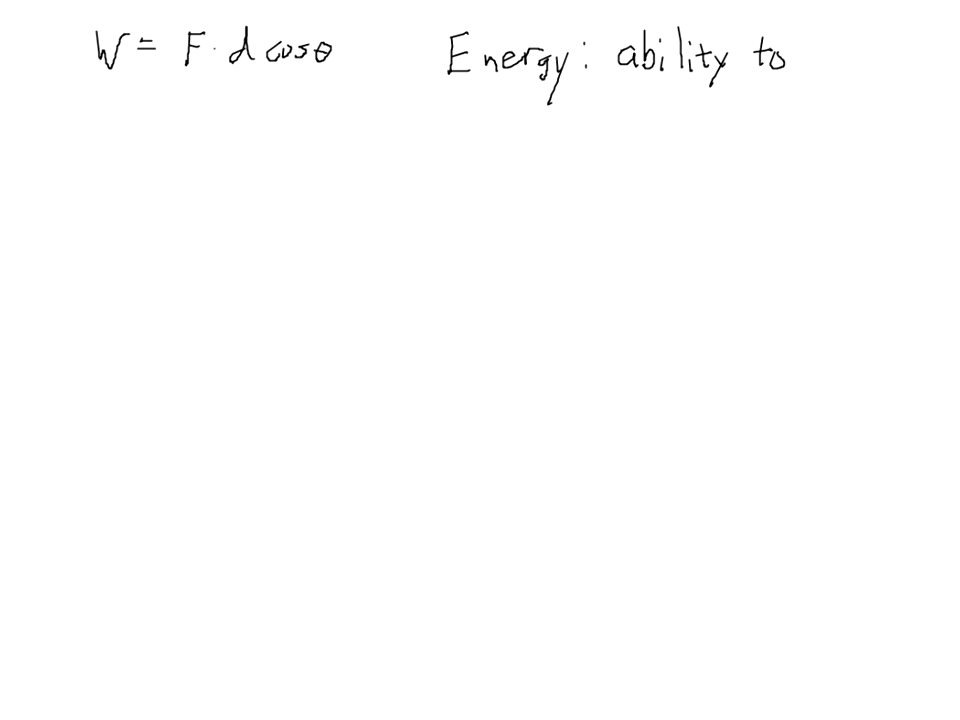 W = F · d cosθ Energy: ability to